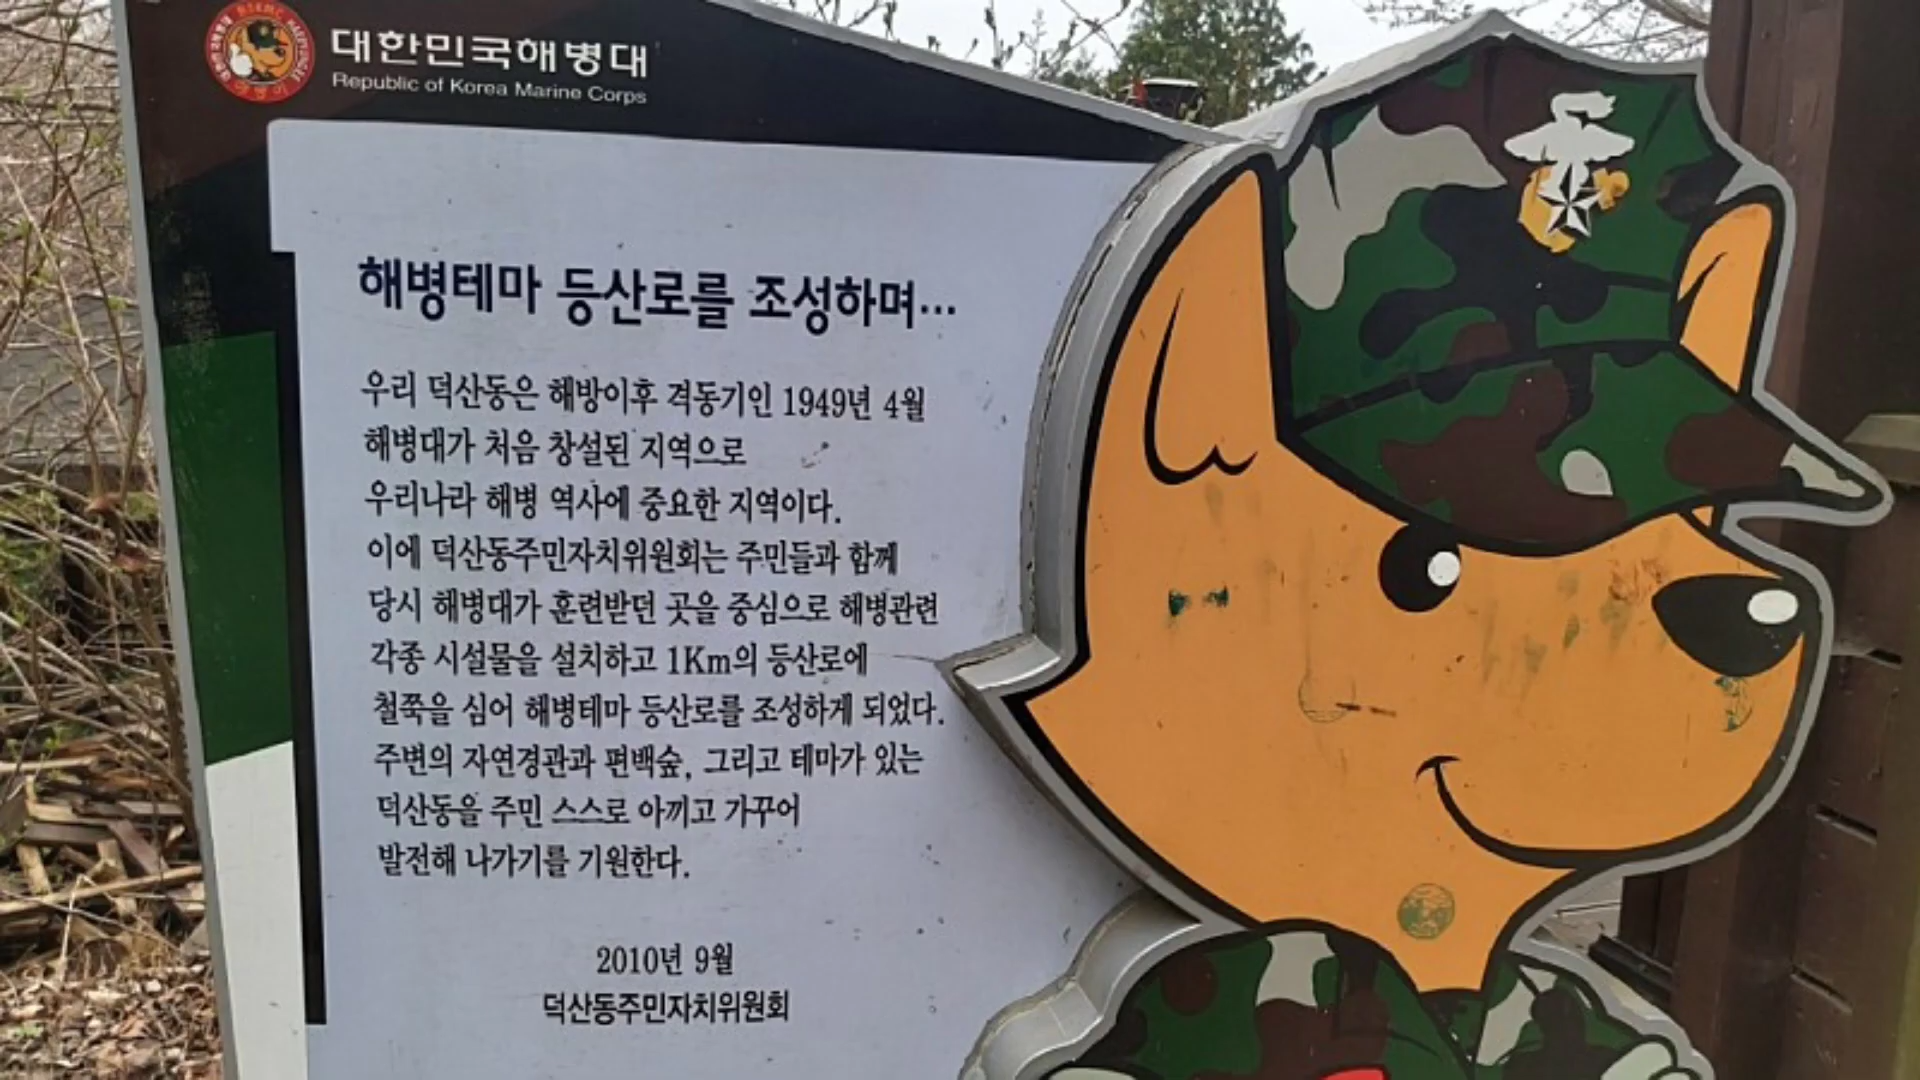 대한민국해병대
Republic of Korea Marine Corps
해병테마 등산로를 조성하며...
우리 덕산동은 해방이후 격동기인 1949년 4월
해병대가 처음 창설된 지역으로
우리나라 해병 역사에 중요한 지역이다.
이에 덕산동주민자치위원회는 주민들과 함께
당시 해병대가 훈련받던 곳을 중심으로 해병관련
각종 시설물을 설치하고 1Km의 등산로에
철쭉을 심어 해병테마 등산로를 조성하게 되었다.
주변의 자연경관과 편백숲, 그리고 테마가 있는
덕산동을 주민 스스로 아끼고 가꾸어
발전해 나가기를 기원한다.
2010년 9월
덕산동주민자치위원회